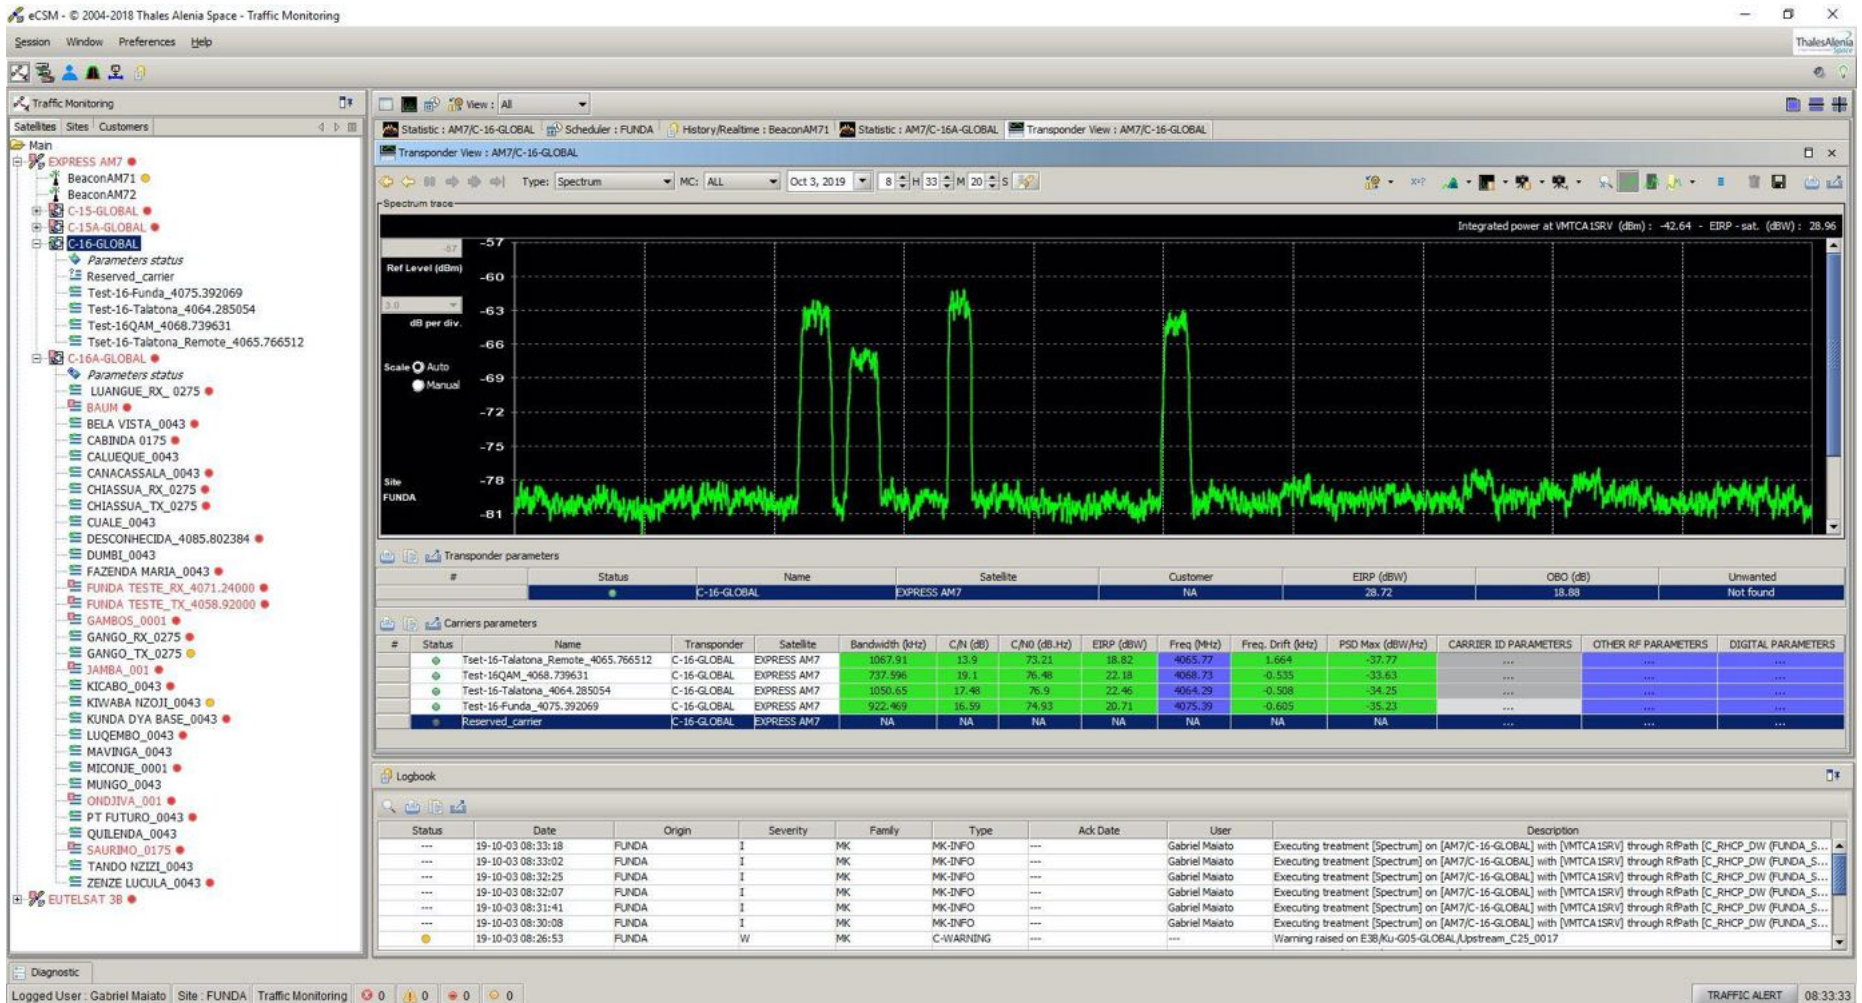 eCSM - © 2004-2018 Thales Alenia Space - Traffic Monitoring
Session Window Preferences Help
ThalesAlenia
Space
Traffic Monitoring
Satellites Sites Customers
Main
EXPRESS AM7
BeaconAM71
BeaconAM72
C-15-GLOBAL
C-15A-GLOBAL
C-16-GLOBAL
Parameters status
Reserved_carrier
Test-16-Funda_4075.392069
Test-16-Talatona_4064.285054
Test-16QAM_4068.739631
Tset-16-Talatona_Remote_4065.766512
C-16A-GLOBAL
Parameters status
LUANGUE_RX_ 0275
BAUM
BELA VISTA_0043
CABINDA 0175
CALUEQUE_0043
CANACASSALA_0043
CHIASSUA_RX_0275
CHIASSUA_TX_0275
CUALE_0043
DESCONHECIDA_4085.802384
DUMBI_0043
FAZENDA MARIA_0043
FUNDA TESTE_RX_4071.24000
FUNDA TESTE_TX_4058.92000
GAMBOS_0001
GANGO_RX_0275
GANGO_TX_0275
JAMBA_001
KICABO_0043
KIWABA NZOJI_0043
KUNDA DYA BASE_0043
LUQEMBO_0043
MAVINGA_0043
MICONJE_0001
MUNGO_0043
ONDJIVA_001
PT FUTURO_0043
QUILENDA_0043
SAURIMO_0175
TANDO NZIZI_0043
ZENZE LUCULA_0043
EUTELSAT 3B
View : All
Statistic : AM7/C-16-GLOBAL Scheduler : FUNDA History/Realtime : BeaconAM71 Statistic : AM7/C-16A-GLOBAL Transponder View : AM7/C-16-GLOBAL
Transponder View : AM7/C-16-GLOBAL
Type: Spectrum MC: ALL Oct 3, 2019 8 H 33 M 20 S
Spectrum trace
Integrated power at VMTCA1SRV (dBm) : -42.64 - EIRP - sat. (dBW) : 28.96
-57
Ref Level (dBm)
3.0
dB per div.
Scale Auto
Manual
Site
FUNDA
-57
-60
-63
-66
-69
-72
-75
-78
-81
Transponder parameters
# Status Name Satellite Customer EIRP (dBW) OBO (dB) Unwanted
C-16-GLOBAL EXPRESS AM7 NA 28.72 18.88 Not found
Carriers parameters
# Status Name Transponder Satellite Bandwidth (kHz) C/N (dB) C/N0 (dB.Hz) EIRP (dBW) Freq (MHz) Freq. Drift (kHz) PSD Max (dBW/Hz) CARRIER ID PARAMETERS OTHER RF PARAMETERS DIGITAL PARAMETERS
Tset-16-Talatona_Remote_4065.766512 C-16-GLOBAL EXPRESS AM7 1067.91 13.9 73.21 18.82 4065.77 1.664 -37.77 ... ... ...
Test-16QAM_4068.739631 C-16-GLOBAL EXPRESS AM7 737.596 19.1 76.48 22.18 4068.73 -0.535 -33.63 ... ... ...
Test-16-Talatona_4064.285054 C-16-GLOBAL EXPRESS AM7 1050.65 17.48 76.9 22.46 4064.29 -0.508 -34.25 ... ... ...
Test-16-Funda_4075.392069 C-16-GLOBAL EXPRESS AM7 922.469 16.59 74.93 20.71 4075.39 -0.605 -35.23 ... ... ...
Reserved_carrier C-16-GLOBAL EXPRESS AM7 NA NA NA NA NA NA NA ... ... ...
Logbook
Status Date Origin Severity Family Type Ack Date User Description
--- 19-10-03 08:33:18 FUNDA I MK MK-INFO --- Gabriel Maiato Executing treatment [Spectrum] on [AM7/C-16-GLOBAL] with [VMTCA1SRV] through RfPath [C_RHCP_DW (FUNDA_S...
--- 19-10-03 08:33:02 FUNDA I MK MK-INFO --- Gabriel Maiato Executing treatment [Spectrum] on [AM7/C-16-GLOBAL] with [VMTCA1SRV] through RfPath [C_RHCP_DW (FUNDA_S...
--- 19-10-03 08:32:25 FUNDA I MK MK-INFO --- Gabriel Maiato Executing treatment [Spectrum] on [AM7/C-16-GLOBAL] with [VMTCA1SRV] through RfPath [C_RHCP_DW (FUNDA_S...
--- 19-10-03 08:32:07 FUNDA I MK MK-INFO --- Gabriel Maiato Executing treatment [Spectrum] on [AM7/C-16-GLOBAL] with [VMTCA1SRV] through RfPath [C_RHCP_DW (FUNDA_S...
--- 19-10-03 08:31:41 FUNDA I MK MK-INFO --- Gabriel Maiato Executing treatment [Spectrum] on [AM7/C-16-GLOBAL] with [VMTCA1SRV] through RfPath [C_RHCP_DW (FUNDA_S...
--- 19-10-03 08:30:08 FUNDA I MK MK-INFO --- Gabriel Maiato Executing treatment [Spectrum] on [AM7/C-16-GLOBAL] with [VMTCA1SRV] through RfPath [C_RHCP_DW (FUNDA_S...
19-10-03 08:26:53 FUNDA W MK C-WARNING --- --- Warning raised on E3B/Ku-G05-GLOBAL/Upstream_C25_0017
Diagnostic
Logged User : Gabriel Maiato Site : FUNDA Traffic Monitoring 0 0 0 0 TRAFFIC ALERT 08:33:33